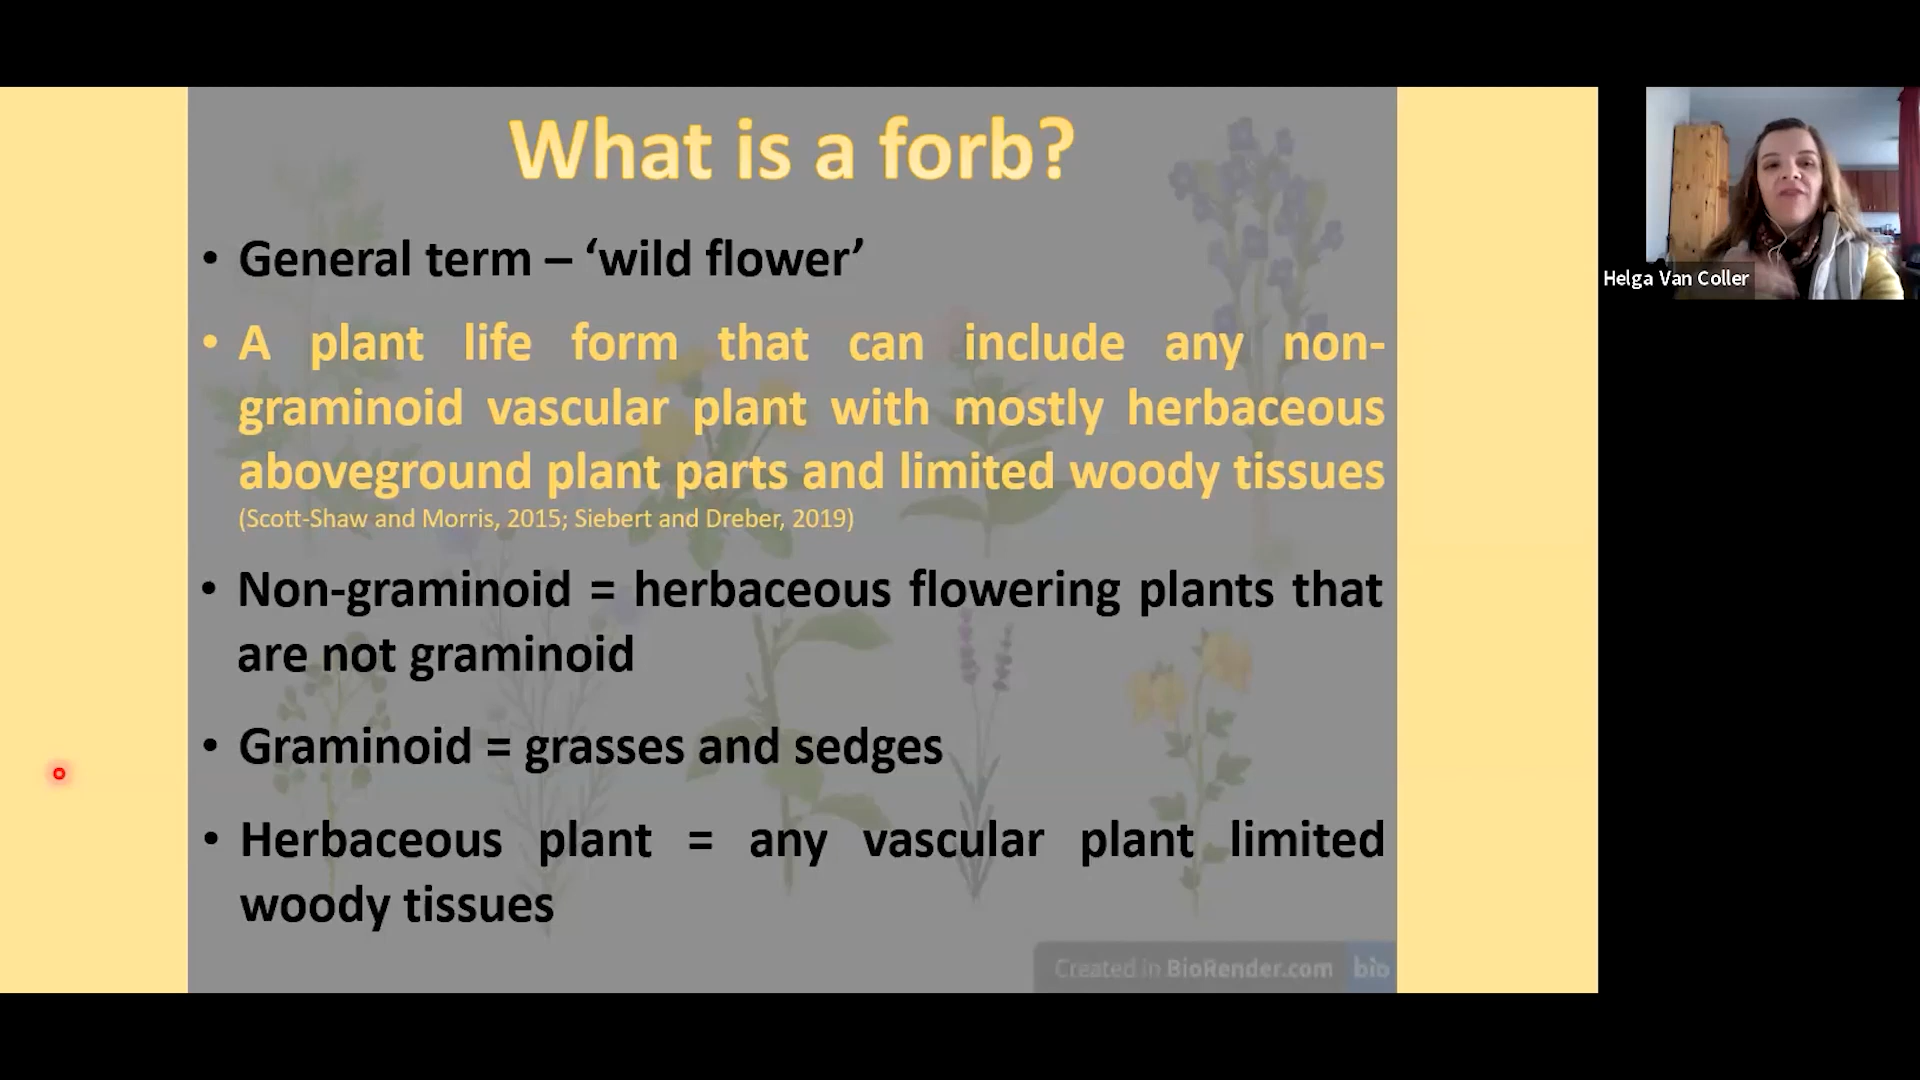 What is a forb?
• General term – ‘wild flower’
• A plant life form that can include any non-
graminoid vascular plant with mostly herbaceous
aboveground plant parts and limited woody tissues
(Scott-Shaw and Morris, 2015; Siebert and Dreber, 2019)
• Non-graminoid = herbaceous flowering plants that
are not graminoid
• Graminoid = grasses and sedges
• Herbaceous plant = any vascular plant limited
woody tissues
Created in BioRender.com bio
Helga Van Coller